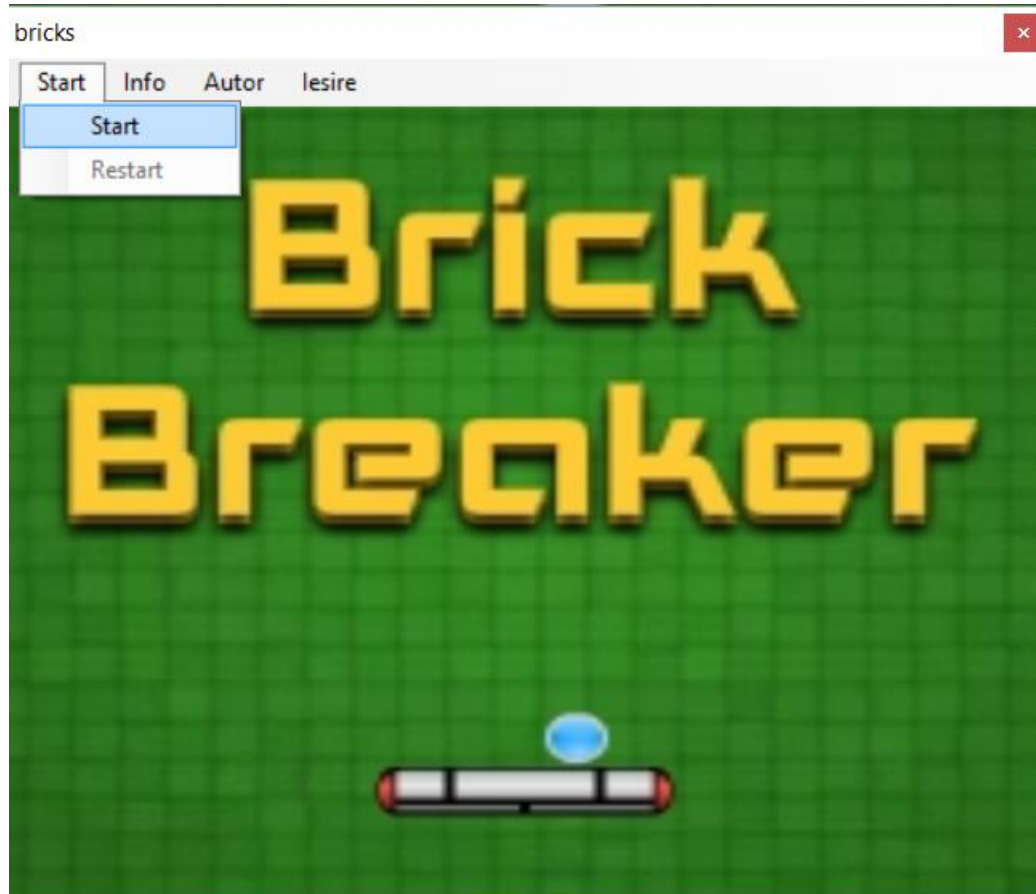 bricks
Start Info Autor Iesire
Start
Restart
Brick
Breaker